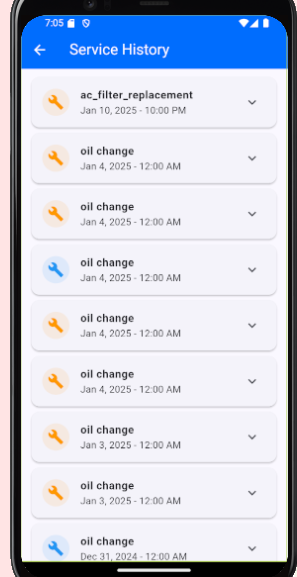 7:05
Service History
ac_filter_replacement
Jan 10, 2025 - 10:00 PM
oil change
Jan 4, 2025 - 12:00 AM
oil change
Jan 4, 2025 - 12:00 AM
oil change
Jan 4, 2025 - 12:00 AM
oil change
Jan 4, 2025 - 12:00 AM
oil change
Jan 4, 2025 - 12:00 AM
oil change
Jan 3, 2025 - 12:00 AM
oil change
Jan 3, 2025 - 12:00 AM
oil change
Dec 31, 2024 - 12:00 AM